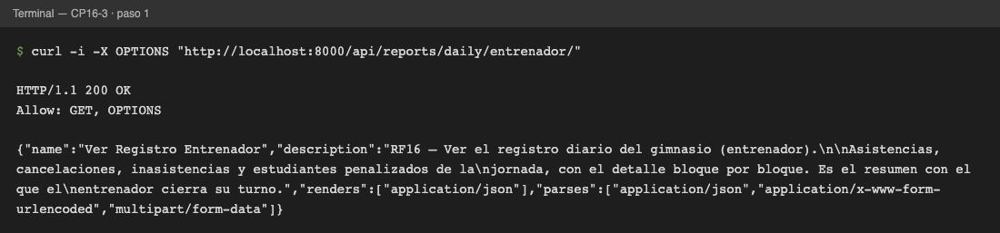 Terminal — CP16-3 · paso 1
$ curl -i -X OPTIONS "http://localhost:8000/api/reports/daily/entrenador/"
HTTP/1.1 200 OK
Allow: GET, OPTIONS
{"name":"Ver Registro Entrenador","description":"RF16 — Ver el registro diario del gimnasio (entrenador).\n\nAsistencias,
cancelaciones, inasistencias y estudiantes penalizados de la\njornada, con el detalle bloque por bloque. Es el resumen con el
que el\nentrenador cierra su turno.","renders":["application/json"],"parses":["application/json","application/x-www-form-
urlencoded","multipart/form-data"]}